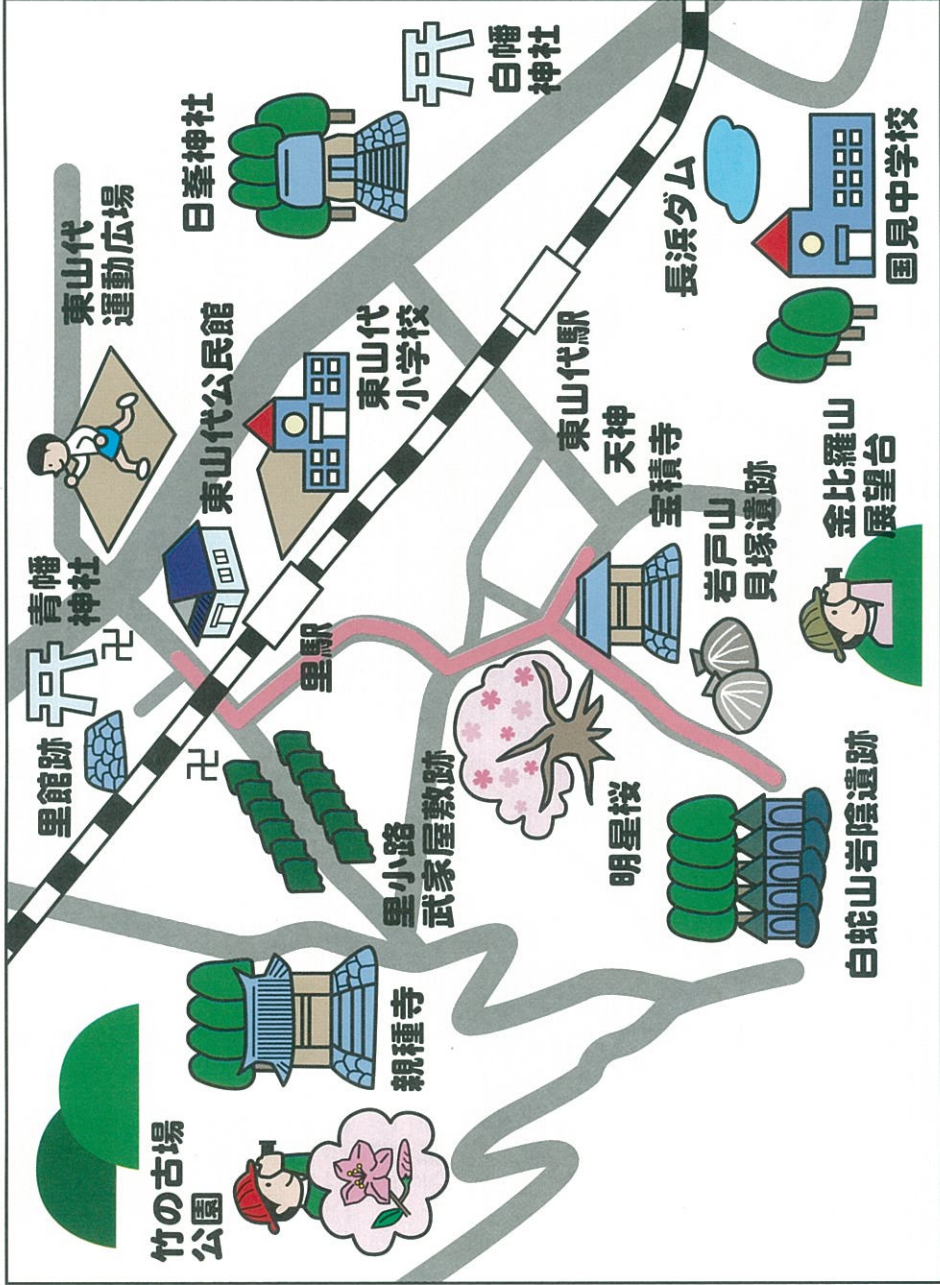 竹の古場
公園
里館跡
青幡
神社
東山代
運動広場
日峯神社
東山代公民館
親種寺
里小路
武家屋敷跡
里駅
東山代
小学校
白幡
神社
明星桜
東山代駅
天神
宝積寺
長浜ダム
岩戸山
貝塚遺跡
白蛇山岩陰遺跡
金比羅山
展望台
国見中学校